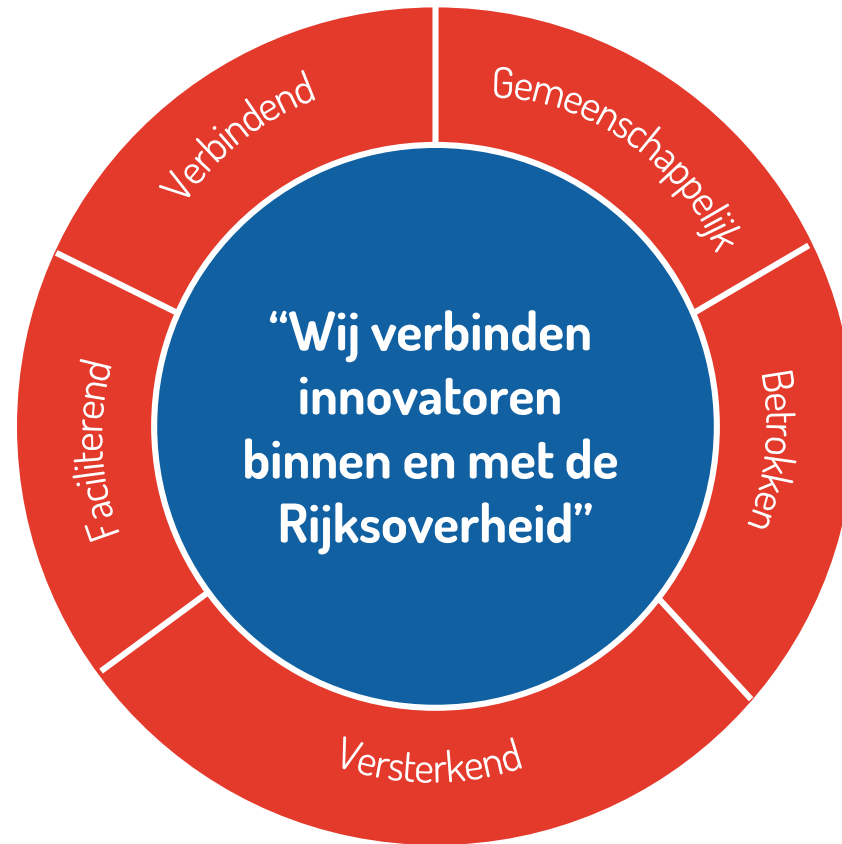 Verbindend
Gemeenschappelijk
Betrokken
Versterkend
Faciliterend
“Wij verbinden
innovatoren
binnen en met de
Rijksoverheid”